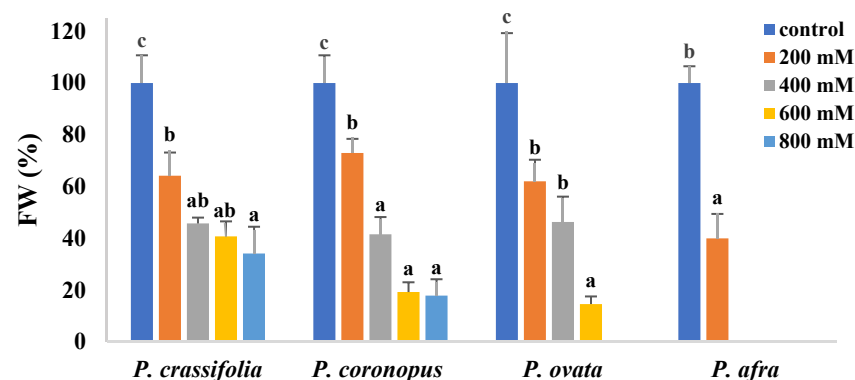 120
100
80
60
40
20
0
FW (%)
c
b
ab
ab
a
c
b
a
a
a
c
b
b
a
b
a
control
200 mM
400 mM
600 mM
800 mM
P. crassifolia
P. coronopus
P. ovata
P. afra